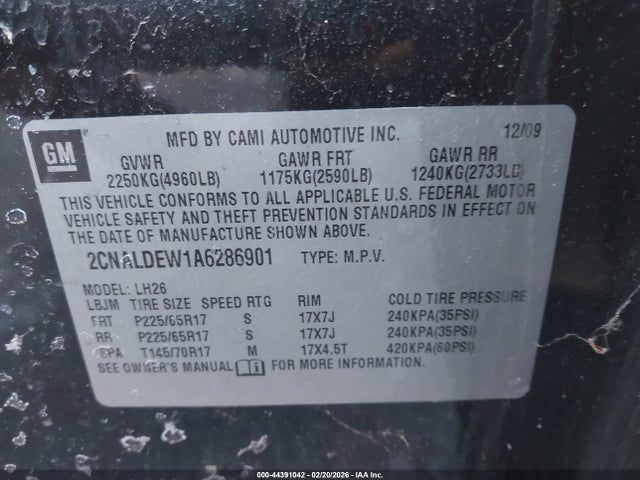 GM
MFD BY CAMI AUTOMOTIVE INC. 12/09
GVWR GAWR FRT GAWR RR
2250KG(4960LB) 1175KG(2590LB) 1240KG(2733LB)
THIS VEHICLE CONFORMS TO ALL APPLICABLE U.S. FEDERAL MOTOR
VEHICLE SAFETY AND THEFT PREVENTION STANDARDS IN EFFECT ON
THE DATE OF MANUFACTURE SHOWN ABOVE.
2CNALDEW1A6286901 TYPE: M.P.V.
MODEL: LH26
LBJM TIRE SIZE SPEED RTG RIM COLD TIRE PRESSURE
FRT P225/65R17 S 17X7J 240KPA(35PSI)
RR P225/65R17 S 17X7J 240KPA(35PSI)
SPA T145/70R17 M 17X4.5T 420KPA(60PSI)
SEE OWNER'S MANUAL FOR MORE INFORMATION.
000-44391042 - 02/20/2026 - IAA Inc.